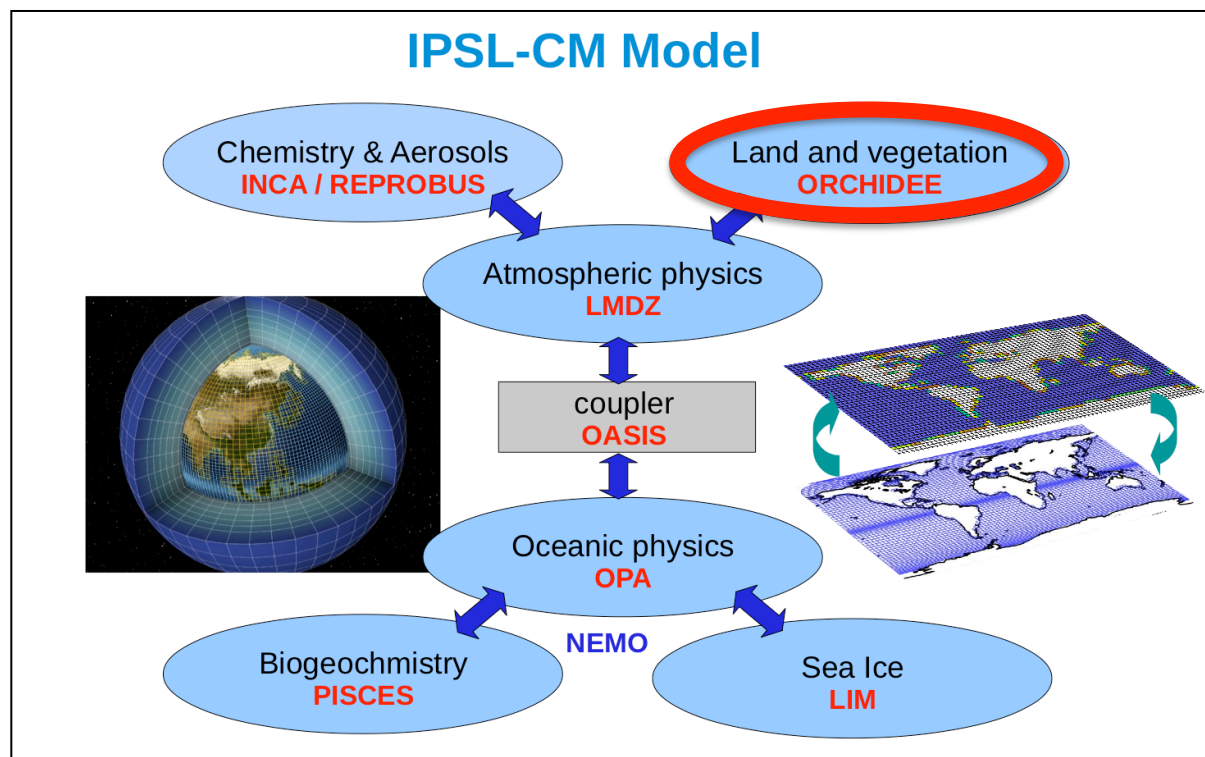 IPSL-CM Model
Chemistry & Aerosols
INCA / REPROBUS
Land and vegetation
ORCHIDEE
Atmospheric physics
LMDZ
coupler
OASIS
Oceanic physics
OPA
NEMO
Biogeochmistry
PISCES
Sea Ice
LIM